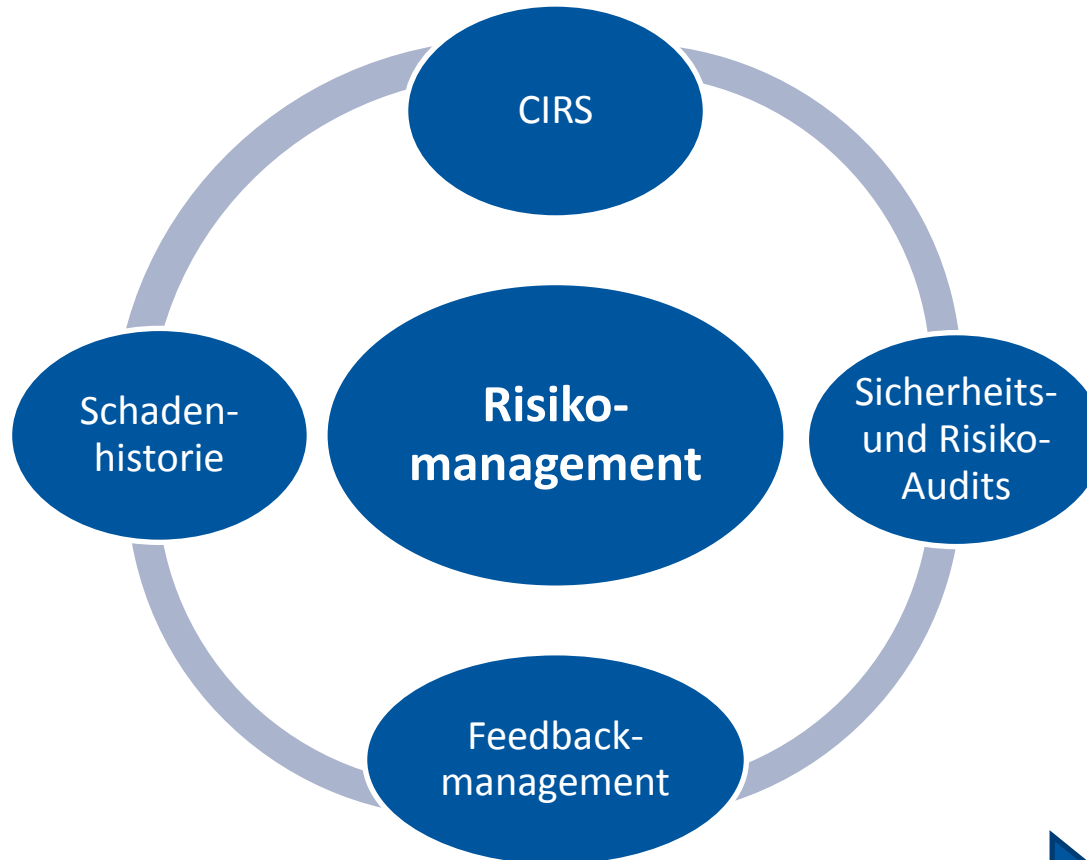 CIRS
Schaden-
historie
Risiko-
management
Sicherheits-
und Risiko-
Audits
Feedback-
management